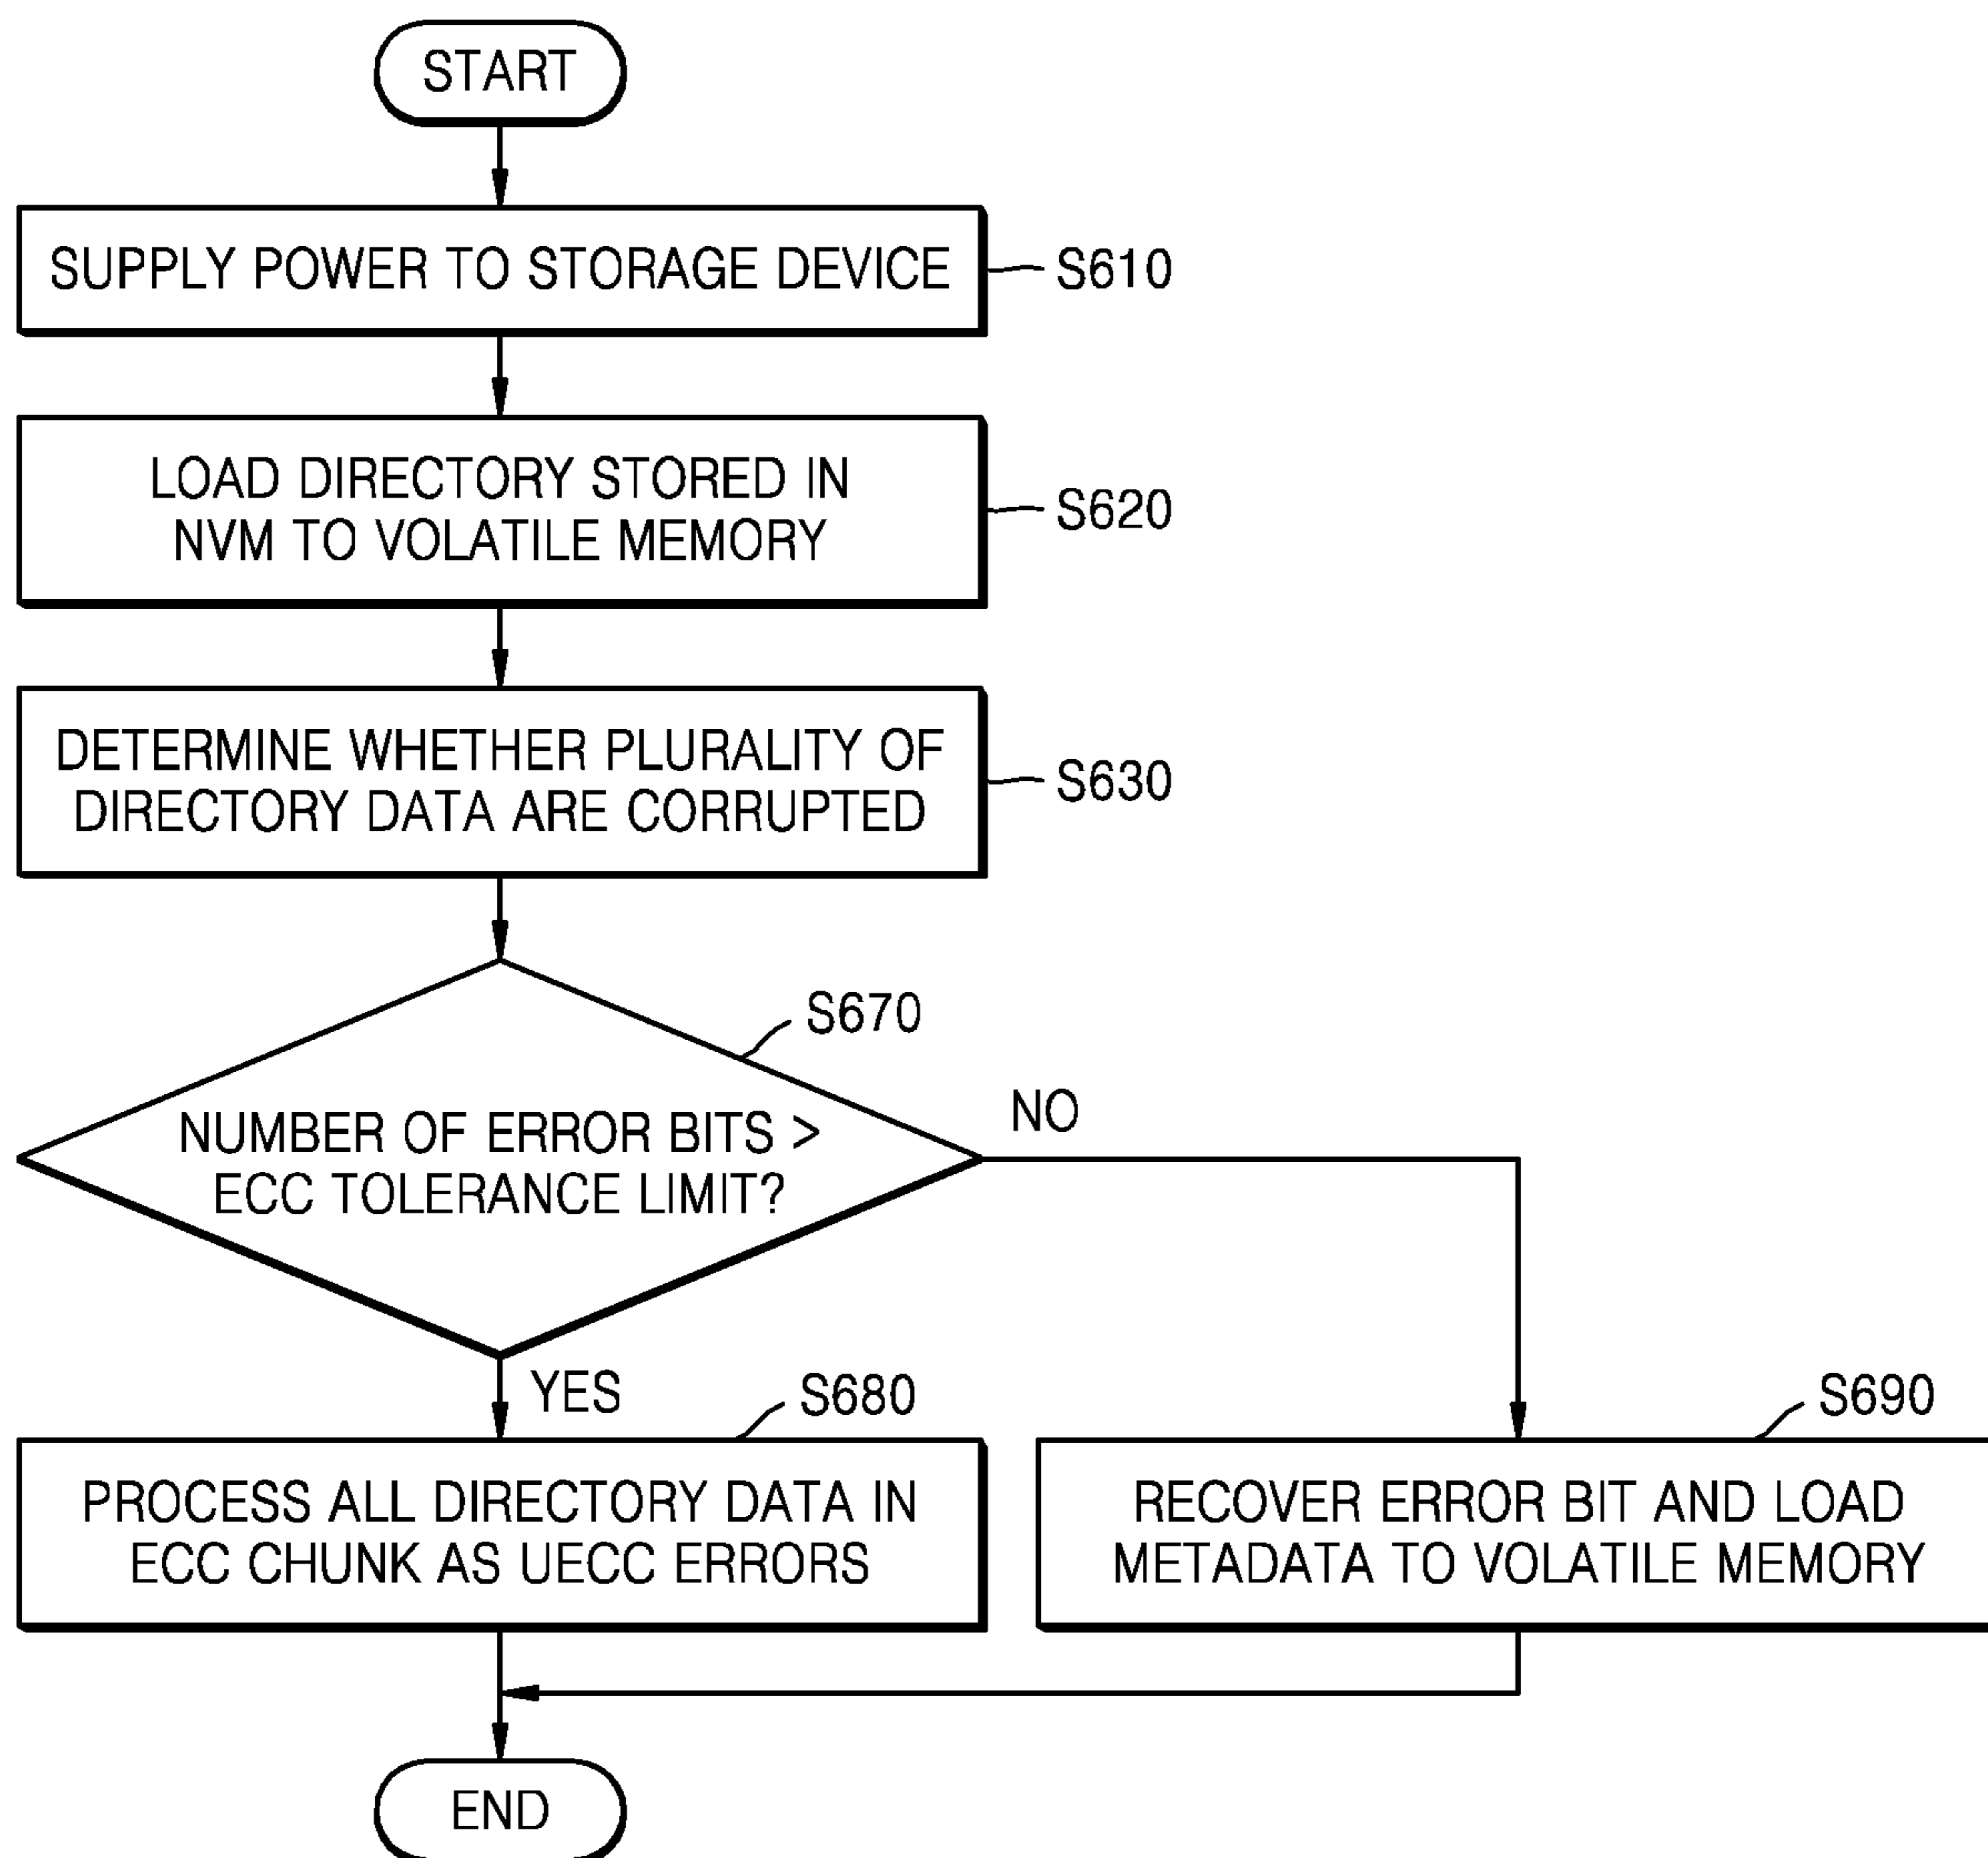 START
SUPPLY POWER TO STORAGE DEVICE
S610
LOAD DIRECTORY STORED IN
NVM TO VOLATILE MEMORY
S620
DETERMINE WHETHER PLURALITY OF
DIRECTORY DATA ARE CORRUPTED
S630
S670
NUMBER OF ERROR BITS >
ECC TOLERANCE LIMIT?
NO
YES
S680
PROCESS ALL DIRECTORY DATA IN
ECC CHUNK AS UECC ERRORS
S690
RECOVER ERROR BIT AND LOAD
METADATA TO VOLATILE MEMORY
END